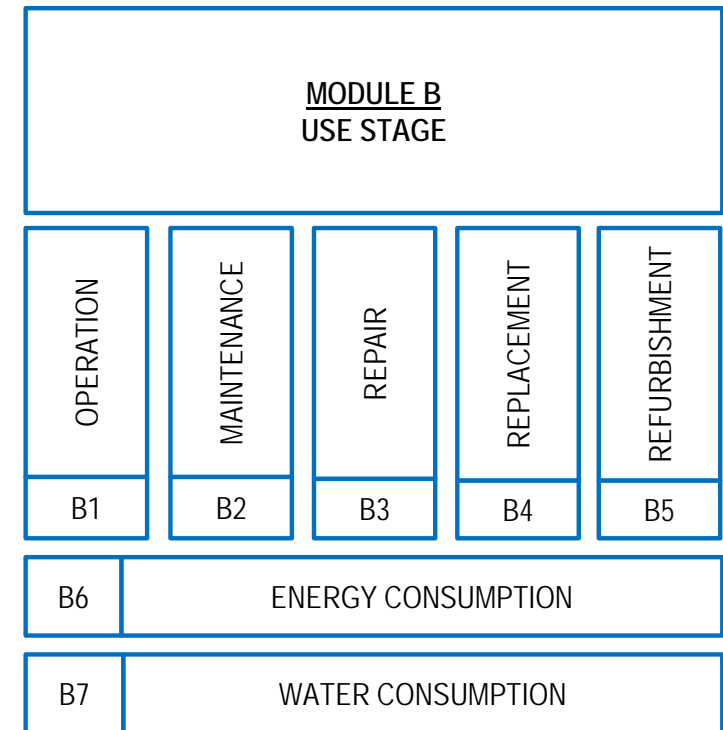 MODULE B
USE STAGE
OPERATION
MAINTENANCE
REPAIR
REPLACEMENT
REFURBISHMENT
B1
B2
B3
B4
B5
B6
ENERGY CONSUMPTION
B7
WATER CONSUMPTION